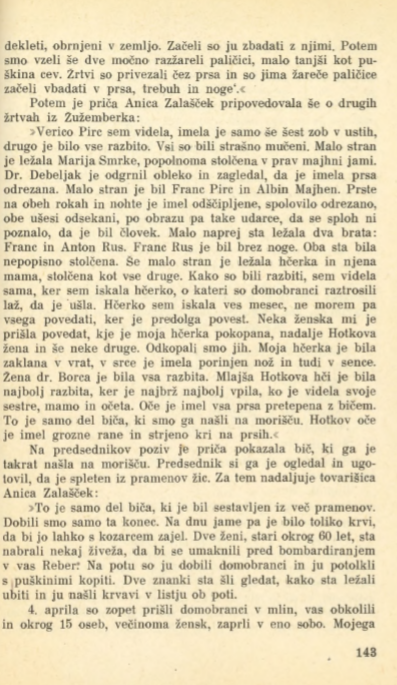 dekleti, obrnjeni v zemljo. Začeli so ju zbadati z njimi. Potem
smo vzeli še dve močno razžareli paličici, malo tanjši kot pu-
škina cev. Žrtvi so privezali čez prsa in so jima žareče paličice
začeli vbadati v prsa, trebuh in noge‘.«
Potem je priča Anica Zalašček pripovedovala še o drugih
žrtvah iz Žužemberka:
»Verico Pirc sem videla, imela je samo še šest zob v ustih,
drugo je bilo vse razbito. Vsi so bili strašno mučeni. Malo stran
je ležala Marija Smrke, popolnoma stolčena v prav majhni jami.
Dr. Debeljak je odgrnil obleko in zagledal, da je imela prsa
odrezana. Malo stran je bil Franc Pirc in Albin Majhen. Prste
na obeh rokah in nohte je imel odščipljene, spolovilo odrezano,
obe ušesi odsekani, po obrazu pa take udarce, da se sploh ni
poznalo, da je bil človek. Malo naprej sta ležala dva brata:
Franc in Anton Rus. Franc Rus je bil brez noge. Oba sta bila
nepopisno stolčena. Še malo stran je ležala hčerka in njena
mama, stolčena kot vse druge. Kako so bili razbiti, sem videla
sama, ker sem iskala hčerko, o kateri so domobranci raztrosili
laž, da je ušla. Hčerko sem iskala ves mesec, ne morem pa
vsega povedati, ker je predolga povest. Neka ženska mi je
prišla povedat, kje je moja hčerka pokopana, nadalje Hotkova
žena in še neke druge. Odkopali smo jih. Moja hčerka je bila
zaklana v vrat, v srce je imela porinjen nož in tudi v sence.
Žena dr. Borca je bila vsa razbita. Mlajša Hotkova hči je bila
najbolj razbita, ker je najbrž najbolj vpila, ko je videla svoje
sestre, mamo in očeta. Oče je imel vsa prsa pretepena z bičem.
To je samo del biča, ki smo ga našli na morišču. Hotkov oče
je imel grozne rane in strjeno kri na prsih.«
Na predsednikov poziv je priča pokazala bič, ki ga je
takrat našla na morišču. Predsednik si ga je ogledal in ugo-
tovil, da je spleten iz pramenov žic. Za tem nadaljuje tovarišica
Anica Zalašček:
»To je samo del biča, ki je bil sestavljen iz več pramenov.
Dobili smo samo ta konec. Na dnu jame pa je bilo toliko krvi,
da bi jo lahko s kozarcem zajel. Dve ženi, stari okrog 60 let, sta
nabrali nekaj živeža, da bi se umaknili pred bombardiranjem
v vas Reber. Na potu so ju dobili domobranci in ju potolkli
s puškinimi kopiti. Dve znanki sta šli gledat, kako sta ležali
ubiti in ju našli krvavi v listju ob poti.
4. aprila so zopet prišli domobranci v mlin, vas obkolili
in okrog 15 oseb, večinoma žensk, zaprli v eno sobo. Mojega
143